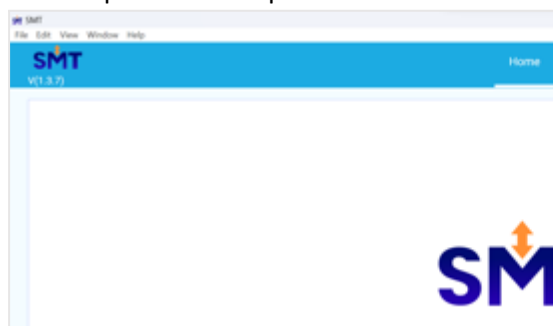 SMT
File Edit View Window Help
SMT
V(1.3.7)
Home
SM